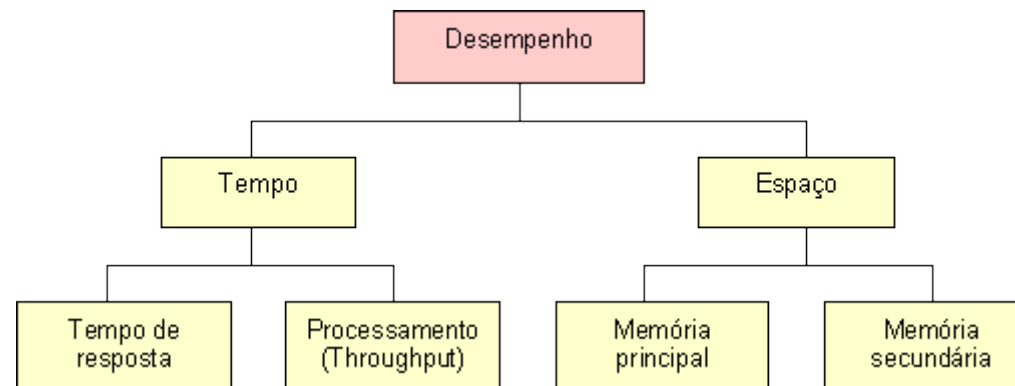 Desempenho
Tempo
Espaço
Tempo de
resposta
Processamento
(Throughput)
Memória
principal
Memória
secundária